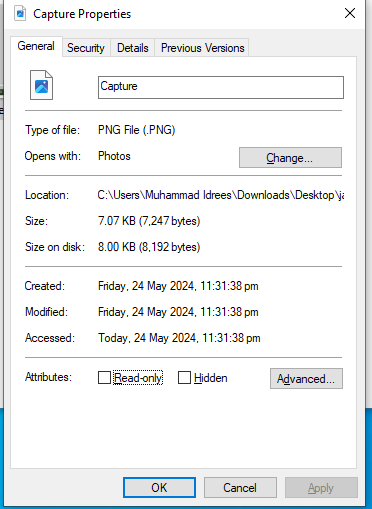 Capture Properties
General Security Details Previous Versions
Capture
Type of file: PNG File (.PNG)
Opens with: Photos Change...
Location: C:\Users\Muhammad Idrees\Downloads\Desktop\ja
Size: 7.07 KB (7,247 bytes)
Size on disk: 8.00 KB (8,192 bytes)
Created: Friday, 24 May 2024, 11:31:38 pm
Modified: Friday, 24 May 2024, 11:31:38 pm
Accessed: Today, 24 May 2024, 11:31:38 pm
Attributes: Read-only Hidden Advanced...
OK Cancel Apply